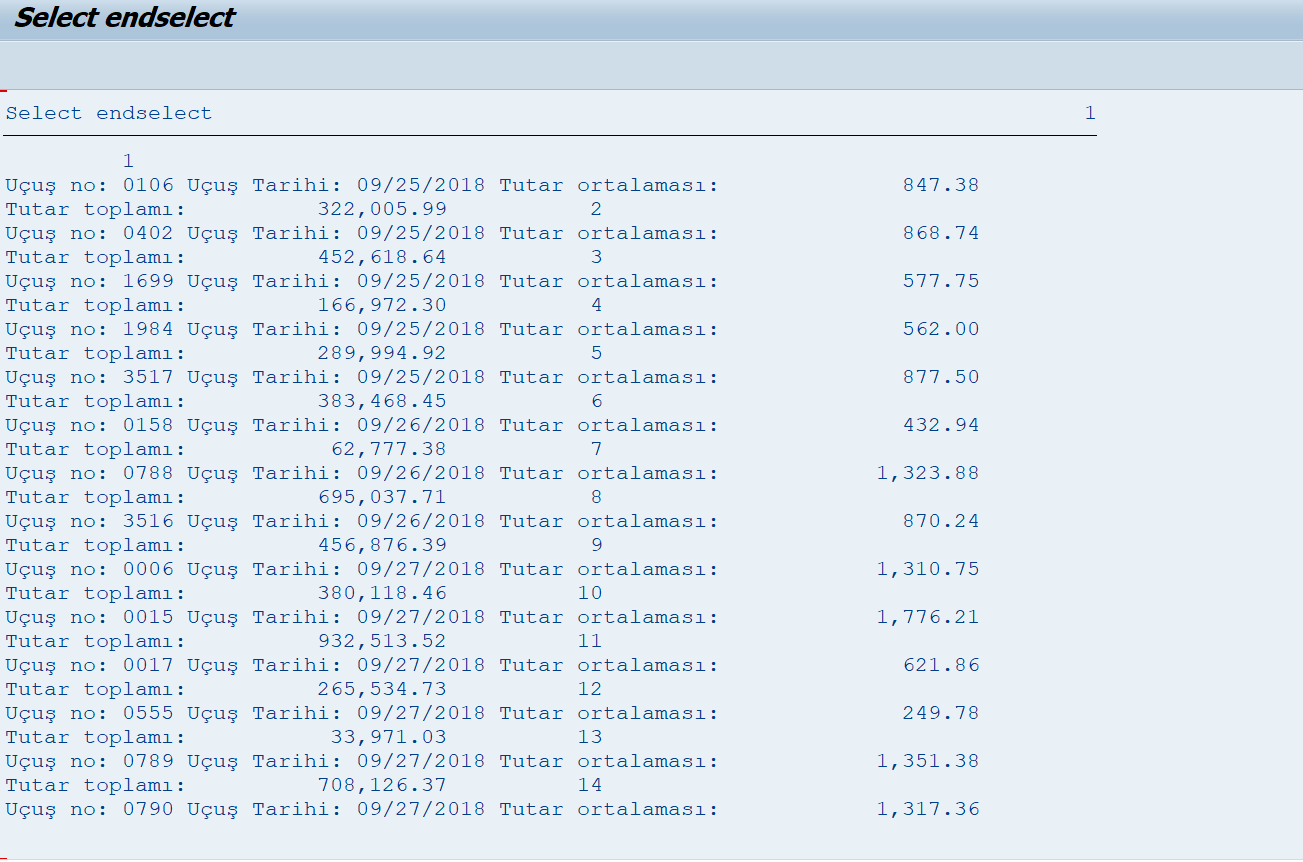 Select endselect
Select endselect 1
1
Uçuş no: 0106 Uçuş Tarihi: 09/25/2018 Tutar ortalaması: 847.38
Tutar toplamı: 322,005.99 2
Uçuş no: 0402 Uçuş Tarihi: 09/25/2018 Tutar ortalaması: 868.74
Tutar toplamı: 452,618.64 3
Uçuş no: 1699 Uçuş Tarihi: 09/25/2018 Tutar ortalaması: 577.75
Tutar toplamı: 166,972.30 4
Uçuş no: 1984 Uçuş Tarihi: 09/25/2018 Tutar ortalaması: 562.00
Tutar toplamı: 289,994.92 5
Uçuş no: 3517 Uçuş Tarihi: 09/25/2018 Tutar ortalaması: 877.50
Tutar toplamı: 383,468.45 6
Uçuş no: 0158 Uçuş Tarihi: 09/26/2018 Tutar ortalaması: 432.94
Tutar toplamı: 62,777.38 7
Uçuş no: 0788 Uçuş Tarihi: 09/26/2018 Tutar ortalaması: 1,323.88
Tutar toplamı: 695,037.71 8
Uçuş no: 3516 Uçuş Tarihi: 09/26/2018 Tutar ortalaması: 870.24
Tutar toplamı: 456,876.39 9
Uçuş no: 0006 Uçuş Tarihi: 09/27/2018 Tutar ortalaması: 1,310.75
Tutar toplamı: 380,118.46 10
Uçuş no: 0015 Uçuş Tarihi: 09/27/2018 Tutar ortalaması: 1,776.21
Tutar toplamı: 932,513.52 11
Uçuş no: 0017 Uçuş Tarihi: 09/27/2018 Tutar ortalaması: 621.86
Tutar toplamı: 265,534.73 12
Uçuş no: 0555 Uçuş Tarihi: 09/27/2018 Tutar ortalaması: 249.78
Tutar toplamı: 33,971.03 13
Uçuş no: 0789 Uçuş Tarihi: 09/27/2018 Tutar ortalaması: 1,351.38
Tutar toplamı: 708,126.37 14
Uçuş no: 0790 Uçuş Tarihi: 09/27/2018 Tutar ortalaması: 1,317.36